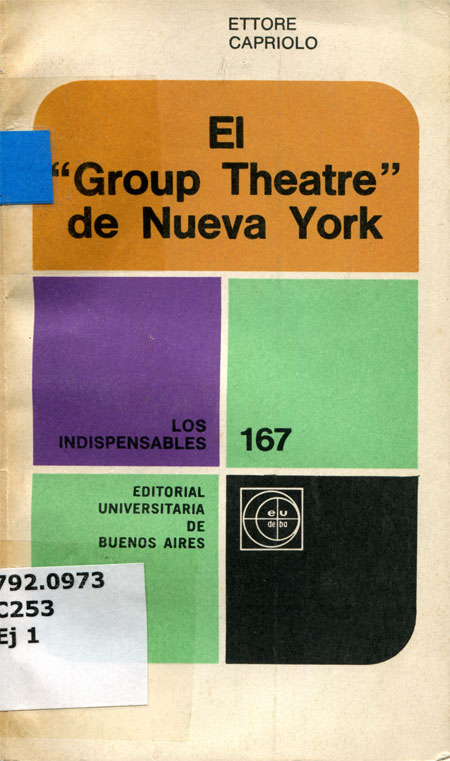 ETTORE
CAPRIOLO
El
“Group Theatre”
de Nueva York
LOS
INDISPENSABLES
167
EDITORIAL
UNIVERSITARIA
DE
BUENOS AIRES
eu
deba
792.0973
C253
Ej 1